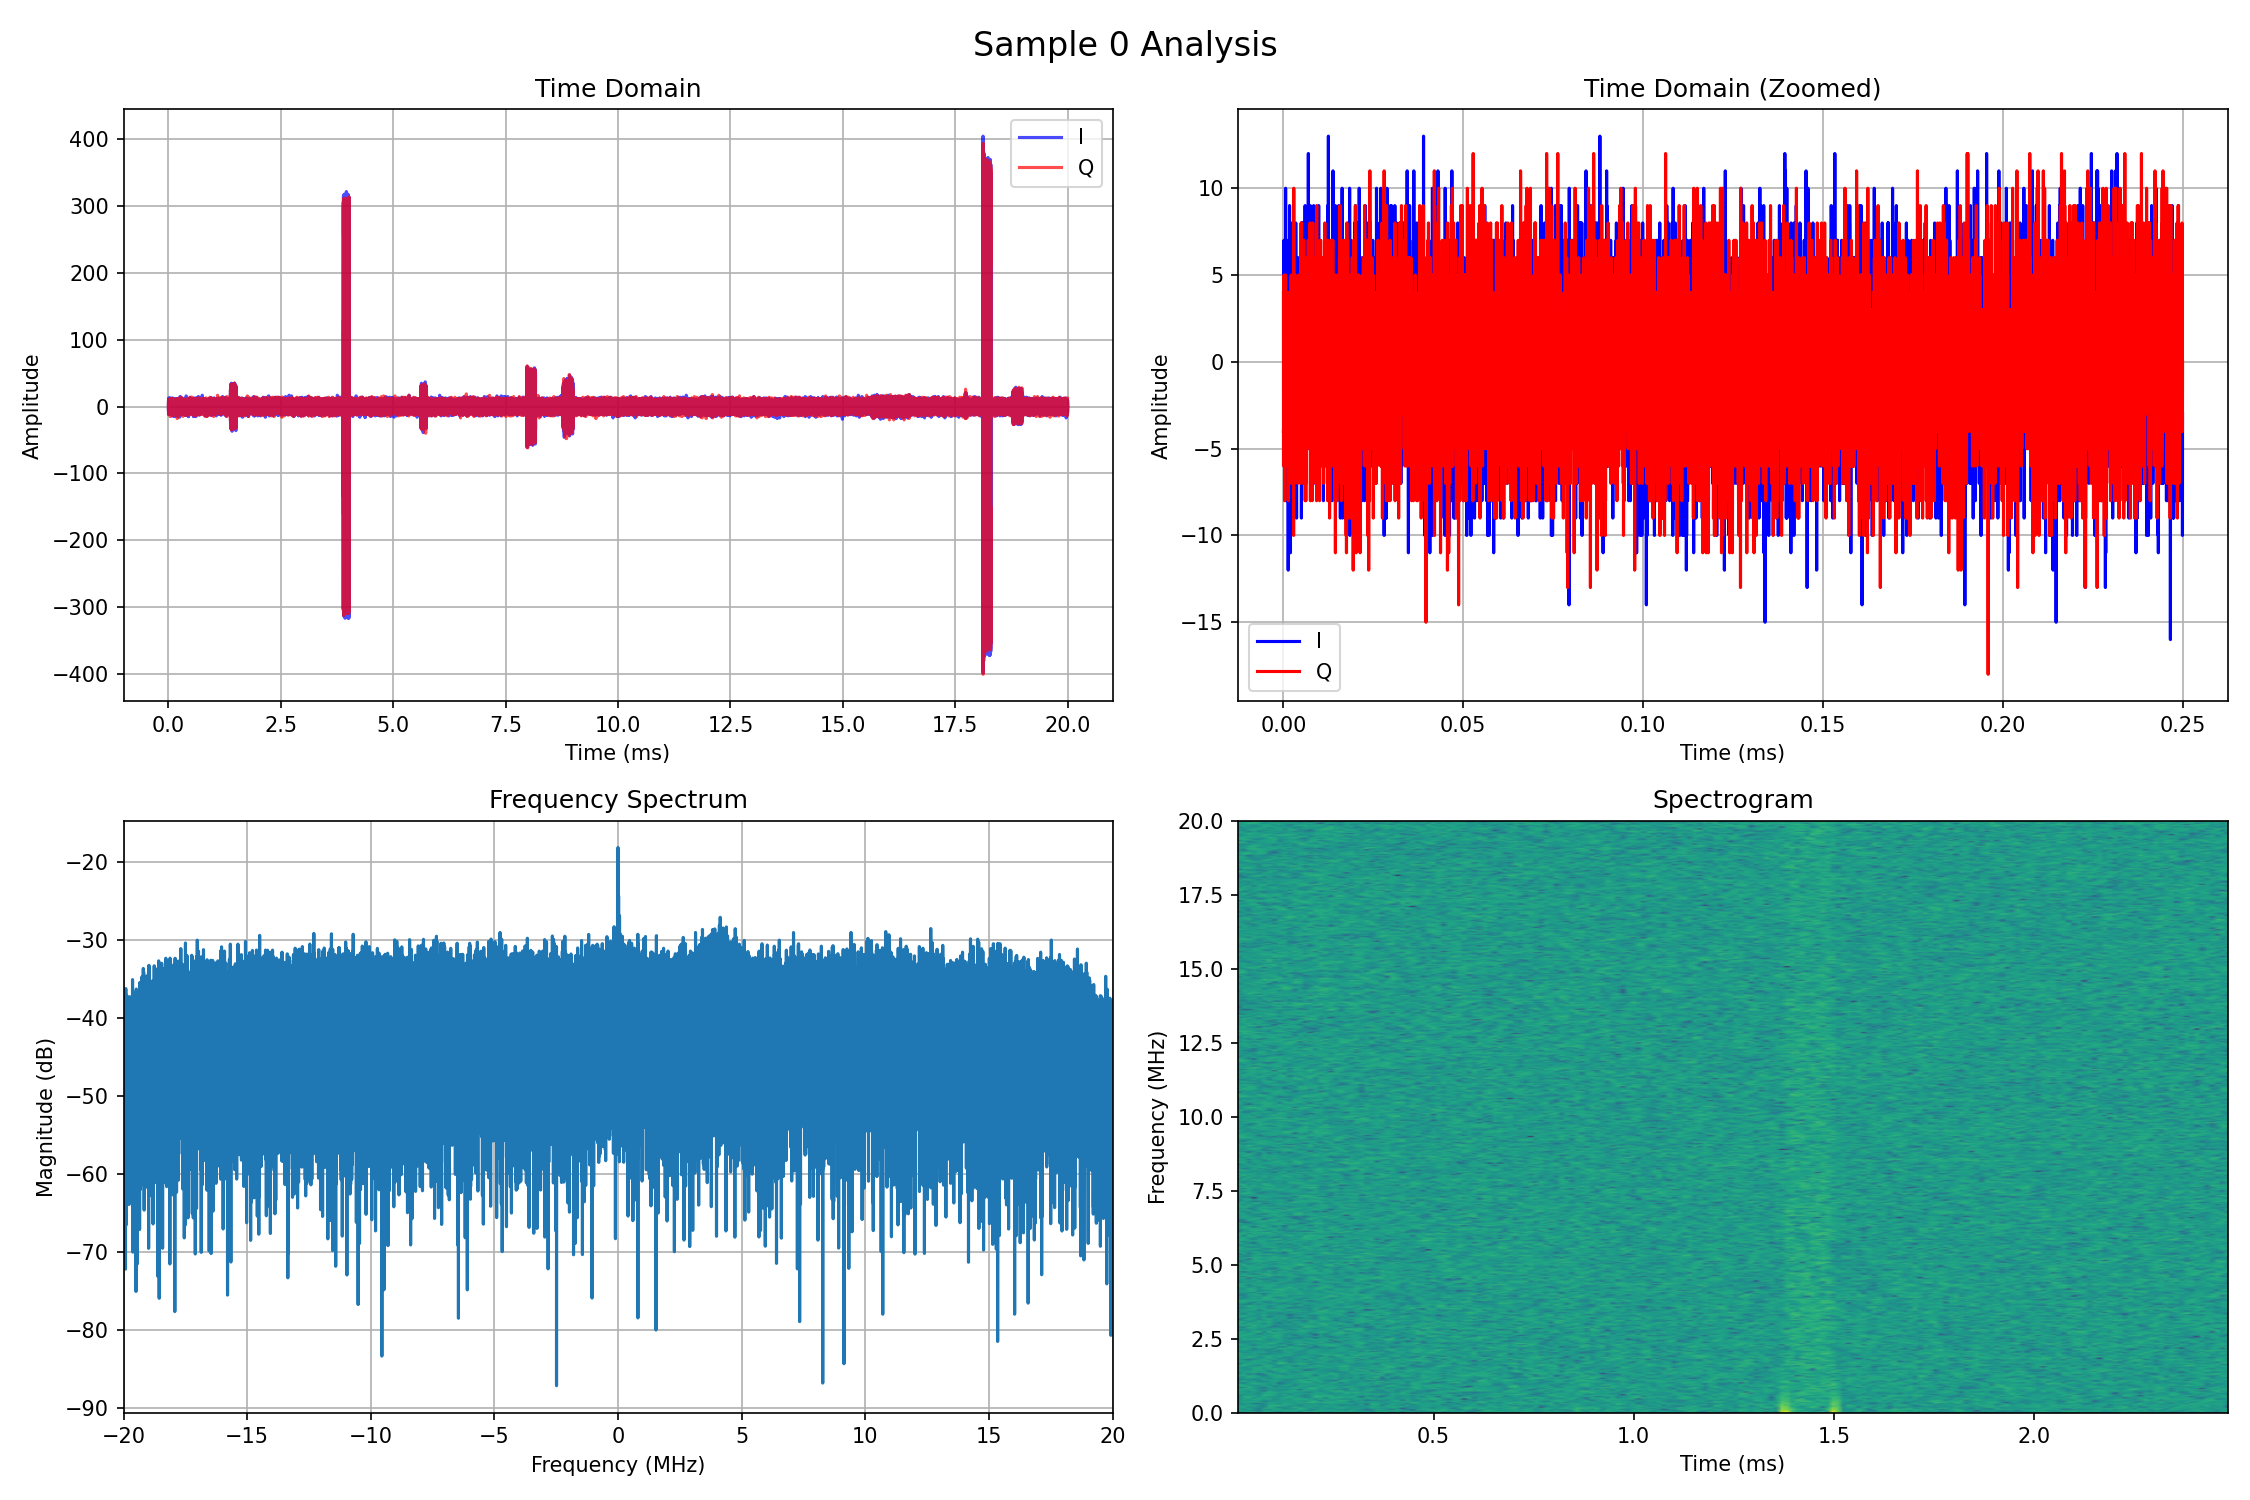 Sample 0 Analysis
Time Domain
400
300
200
100
0
−100
−200
−300
−400
Amplitude
I
Q
0.0 2.5 5.0 7.5 10.0 12.5 15.0 17.5 20.0
Time (ms)
Time Domain (Zoomed)
10
5
0
−5
−10
−15
Amplitude
I
Q
0.00 0.05 0.10 0.15 0.20 0.25
Time (ms)
Frequency Spectrum
−20
−30
−40
−50
−60
−70
−80
−90
Magnitude (dB)
−20 −15 −10 −5 0 5 10 15 20
Frequency (MHz)
Spectrogram
20.0
17.5
15.0
12.5
10.0
7.5
5.0
2.5
0.0
Frequency (MHz)
0.5 1.0 1.5 2.0
Time (ms)